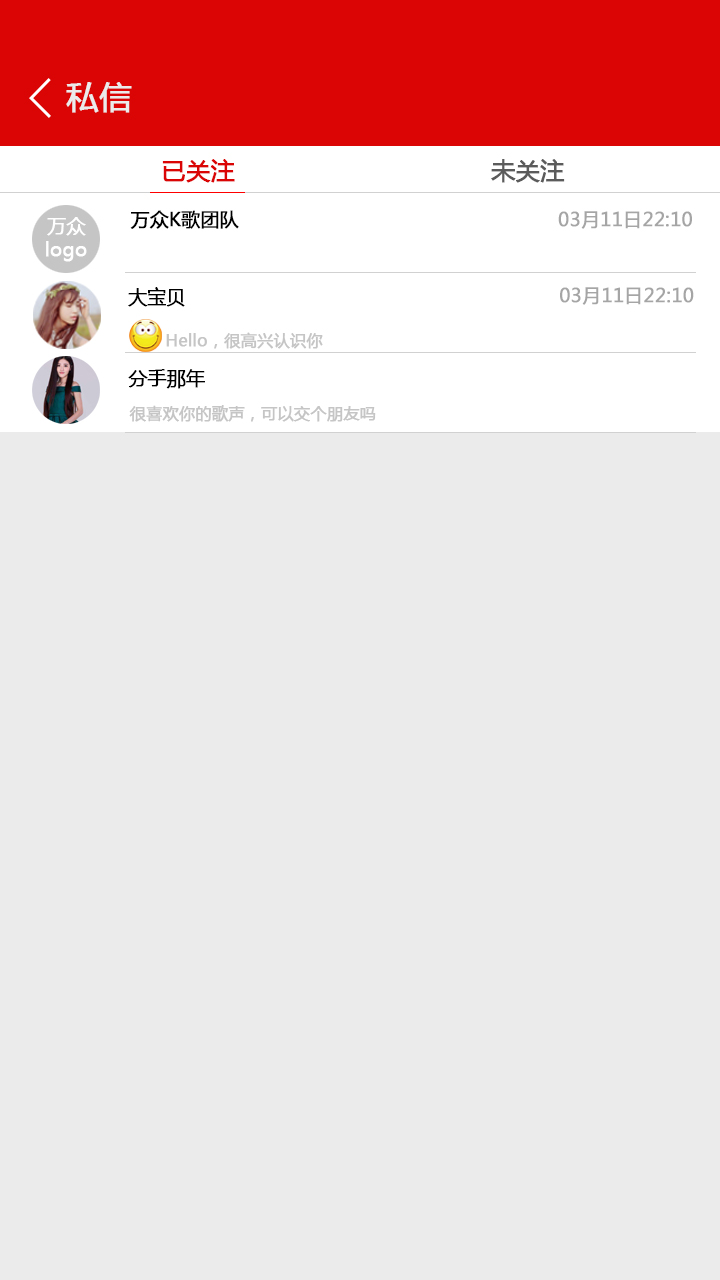 私信
已关注 未关注
万众
logo
万众K歌团队 03月11日22:10
大宝贝 03月11日22:10
Hello，很高兴认识你
分手那年
很喜欢你的歌声，可以交个朋友吗